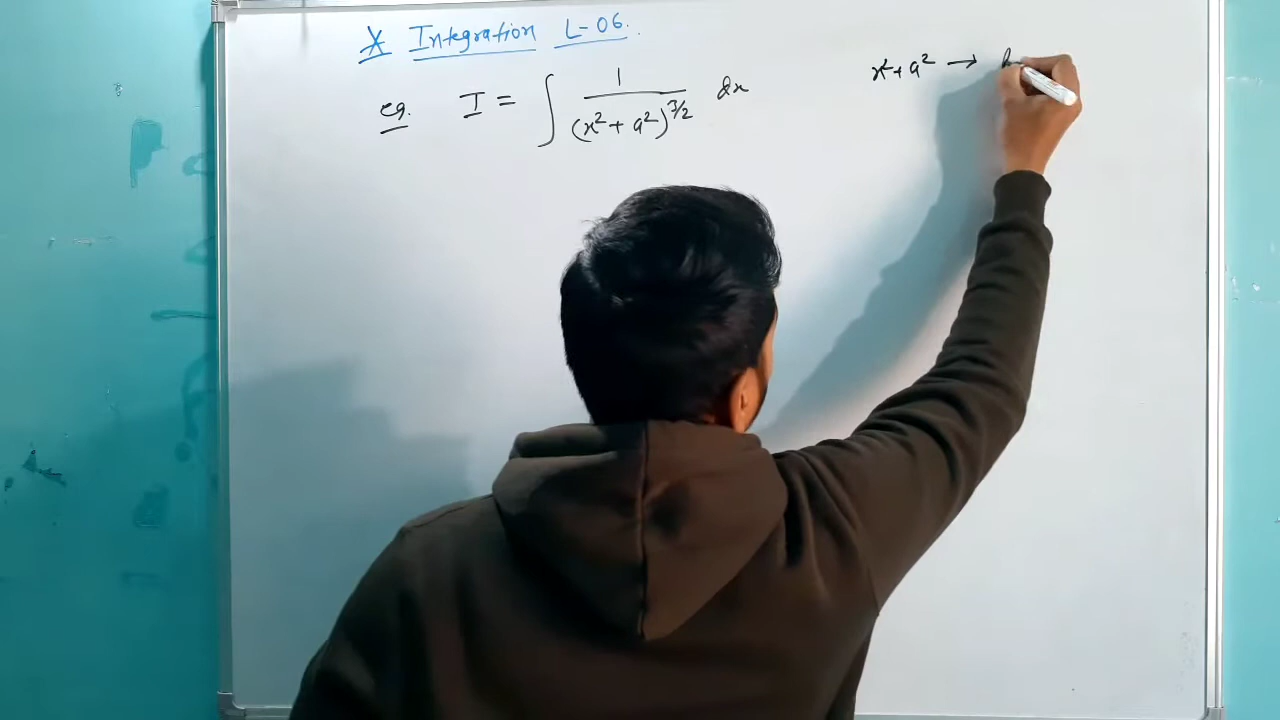 * Integration L-06.
eg. I = ∫ 1/(x²+a²)^3/2 dx
x²+a² →